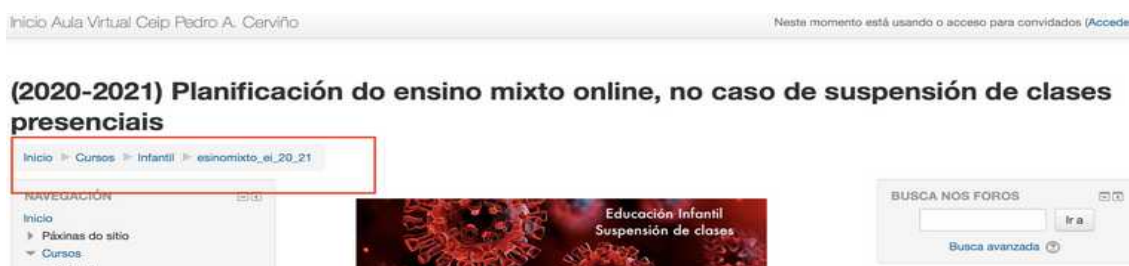 Inicio Aula Virtual Ceip Pedro A. Cerviño
Neste momento está usando o acceso para convidados (Accede
(2020-2021) Planificación do ensino mixto online, no caso de suspensión de clases
presenciais
Inicio ▶ Cursos ▶ Infantil ▶ esinomixto_ei_20_21
NAVEGACIÓN
Inicio
Páxinas do sitio
Cursos
Educación Infantil
Suspensión de clases
BUSCA NOS FOROS
Ir a
Busca avanzada